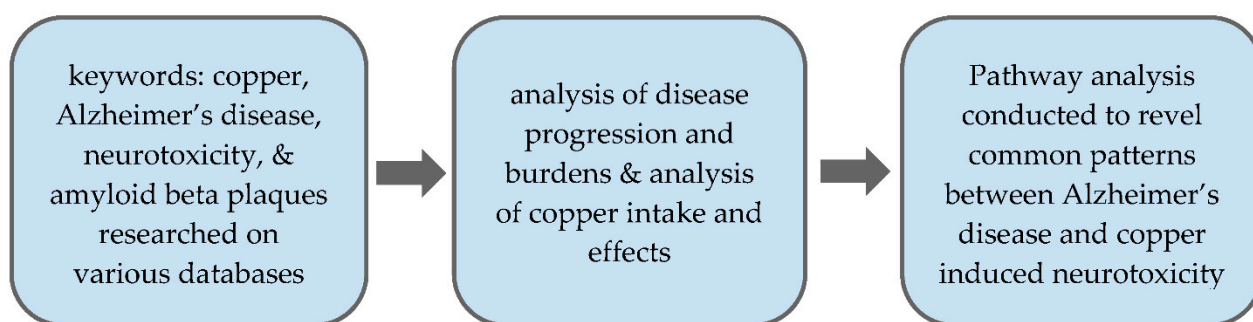 keywords: copper,
Alzheimer’s disease,
neurotoxicity, &
amyloid beta plaques
researched on
various databases
analysis of disease
progression and
burdens & analysis
of copper intake and
effects
Pathway analysis
conducted to revel
common patterns
between Alzheimer’s
disease and copper
induced neurotoxicity